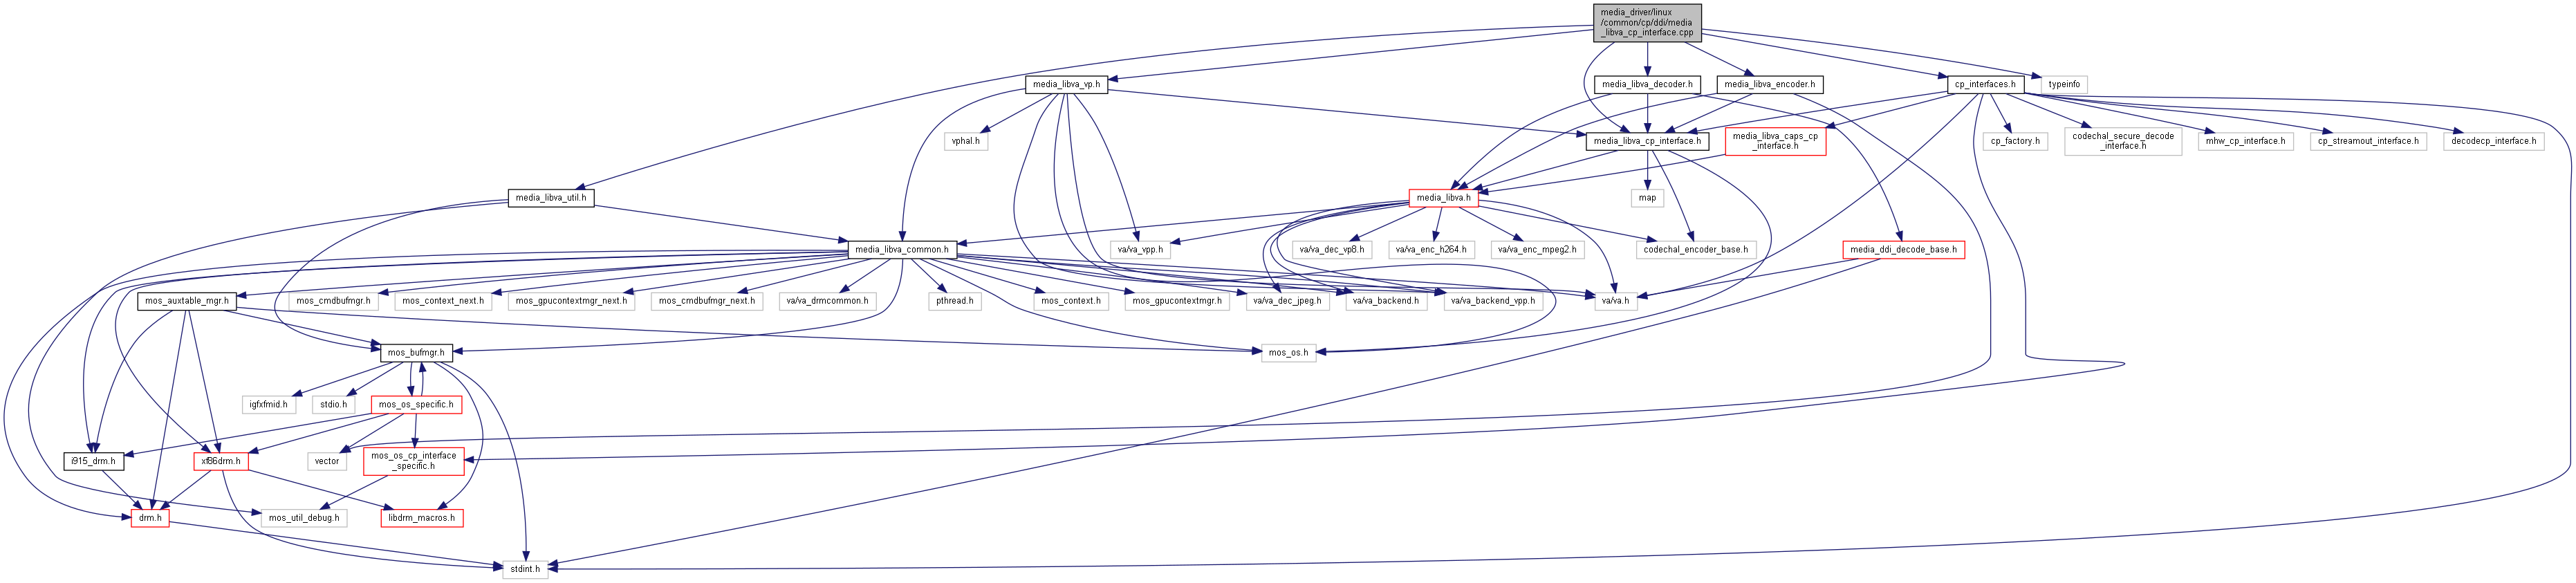 media_driver/linux
/common/cp/ddi/media
_libva_cp_interface.cpp
media_libva_vp.h
media_libva_decoder.h
media_libva_encoder.h
cp_interfaces.h
typeinfo
vphal.h
media_libva_cp_interface.h
media_libva_caps_cp
_interface.h
cp_factory.h
codechal_secure_decode
_interface.h
mhw_cp_interface.h
cp_streamout_interface.h
decodecp_interface.h
media_libva_util.h
media_libva.h
map
media_libva_common.h
va/va_vpp.h
va/va_dec_vp8.h
va/va_enc_h264.h
va/va_enc_mpeg2.h
codechal_encoder_base.h
media_ddi_decode_base.h
mos_auxtable_mgr.h
mos_cmdbufmgr.h
mos_context_next.h
mos_gpucontextmgr_next.h
mos_cmdbufmgr_next.h
va/va_drmcommon.h
pthread.h
mos_context.h
mos_gpucontextmgr.h
va/va_dec_jpeg.h
va/va_backend.h
va/va_backend_vpp.h
va/va.h
mos_bufmgr.h
mos_os.h
igfxfmid.h
stdio.h
mos_os_specific.h
i915_drm.h
xf86drm.h
vector
mos_os_cp_interface
_specific.h
drm.h
mos_util_debug.h
libdrm_macros.h
stdint.h